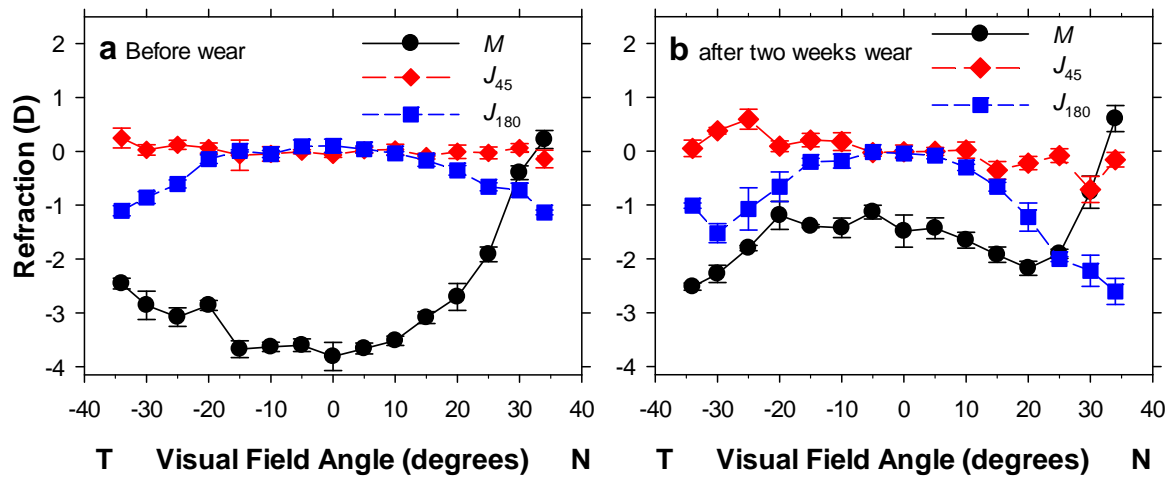 a Before wear
M
J45
J180
b after two weeks wear
M
J45
J180
Refraction (D)
2
1
0
-1
-2
-3
-4
2
1
0
-1
-2
-3
-4
-40 -30 -20 -10 0 10 20 30 40
-40 -30 -20 -10 0 10 20 30 40
T Visual Field Angle (degrees) N
T Visual Field Angle (degrees) N